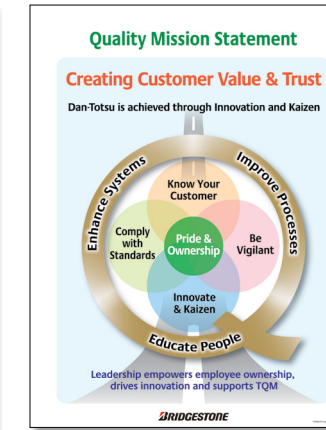 Quality Mission Statement
Creating Customer Value & Trust
Dan-Totsu is achieved through Innovation and Kaizen
Enhance Systems
Improve Processes
Know Your
Customer
Comply
with
Standards
Pride &
Ownership
Be
Vigilant
Innovate
& Kaizen
Educate People
Leadership empowers employee ownership,
drives innovation and supports TQM
BRIDGESTONE